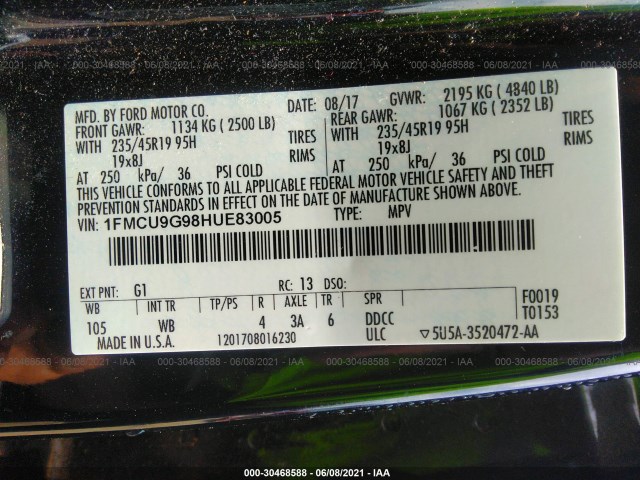 000-30468588 - 06/08/2021 - IAA
MFD. BY FORD MOTOR CO. DATE: 08/17 GVWR: 2195 KG ( 4840 LB)
FRONT GAWR: 1134 KG ( 2500 LB) REAR GAWR: 1067 KG ( 2352 LB)
WITH 235/45R19 95H TIRES WITH 235/45R19 95H TIRES
19x8J RIMS 19x8J RIMS
AT 250 kPa/ 36 PSI COLD AT 250 kPa/ 36 PSI COLD
THIS VEHICLE CONFORMS TO ALL APPLICABLE FEDERAL MOTOR VEHICLE SAFETY AND THEFT
PREVENTION STANDARDS IN EFFECT ON THE DATE OF MANUFACTURE SHOWN ABOVE.
VIN: 1FMCU9G98HUE83005 TYPE: MPV
EXT PNT: G1 RC: 13 DSO:
WB INT TR TP/PS R AXLE TR SPR F0019
105 WB 4 3A 6 DDCC T0153
MADE IN U.S.A. 1201708016230 ULC ▽5U5A-3520472-AA
000-30468588 - 06/08/2021 - IAA